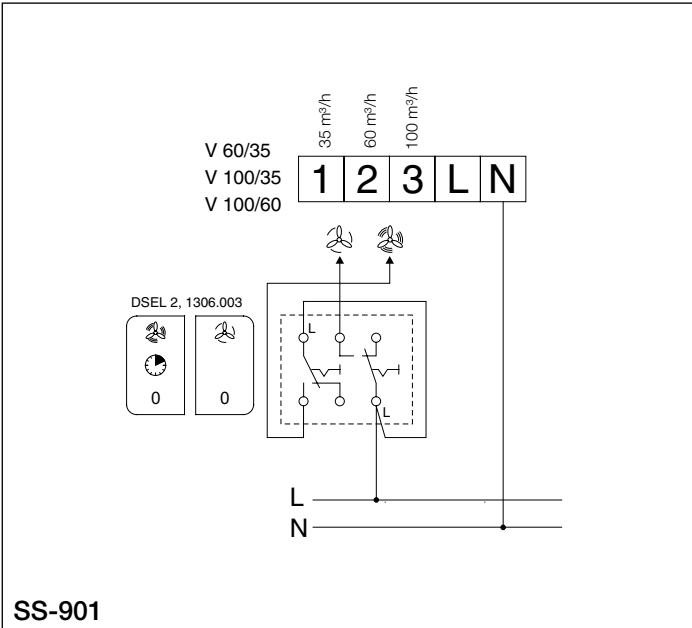 35 m³/h
60 m³/h
100 m³/h
V 60/35
V 100/35
V 100/60
1 2 3 L N
DSEL 2, 1306.003
0
0
L
L
L
N
SS-901